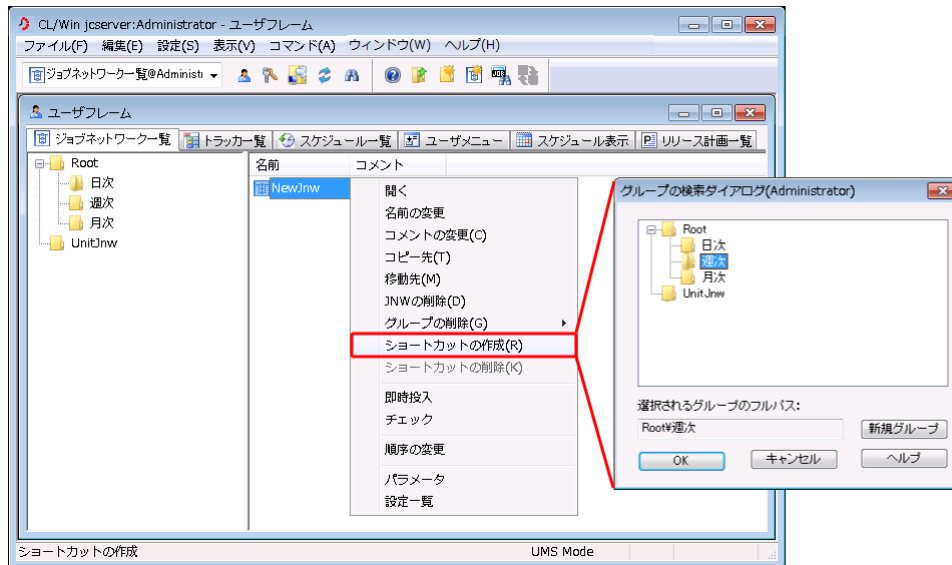 CL/Win jcserver:Administrator - ユーザフレーム
ファイル(F) 編集(E) 設定(S) 表示(V) コマンド(A) ウィンドウ(W) ヘルプ(H)
ジョブネットワーク一覧@Administı
ユーザフレーム
ジョブネットワーク一覧 トラッカ一覧 スケジュール一覧 ユーザメニュー スケジュール表示 リリース計画一覧
Root
日次
週次
月次
UnitJnw
名前 コメント
NewJnw
開く
名前の変更
コメントの変更(C)
コピー先(T)
移動先(M)
JNWの削除(D)
グループの削除(G)
ショートカットの作成(R)
ショートカットの削除(K)
即時投入
チェック
順序の変更
パラメータ
設定一覧
グループの検索ダイアログ(Administrator)
Root
日次
週次
月次
UnitJnw
選択されるグループのフルパス:
Root¥週次
新規グループ
OK キャンセル ヘルプ
ショートカットの作成 UMS Mode